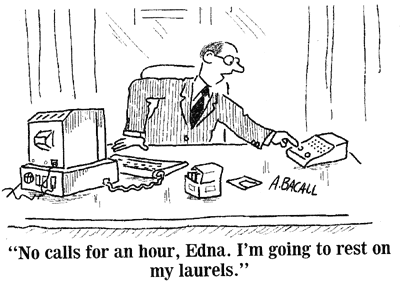 A.BACALL
“No calls for an hour, Edna. I’m going to rest on
my laurels.”